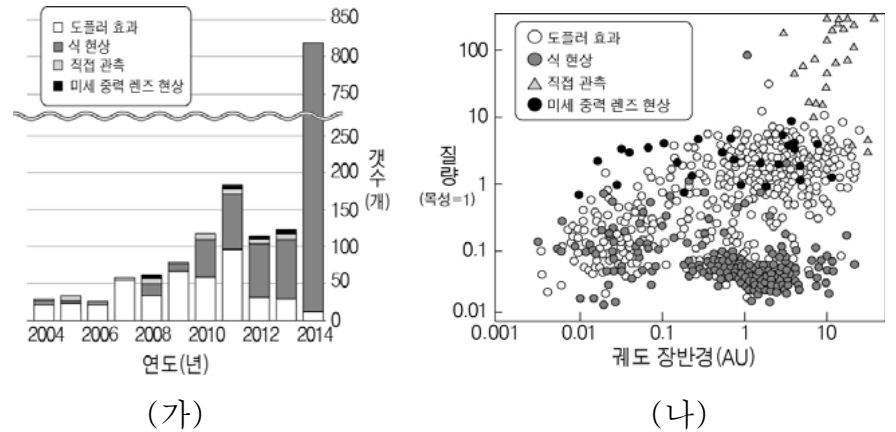 도플러 효과
식 현상
직접 관측
미세 중력 렌즈 현상
850
800
750
250
200
150
100
50
0
갯수
(개)
2004 2006 2008 2010 2012 2014
연도(년)
(가)
도플러 효과
식 현상
직접 관측
미세 중력 렌즈 현상
질량
(목성=1)
100
10
1
0.1
0.01
0.001 0.01 0.1 1 10
궤도 장반경(AU)
(나)